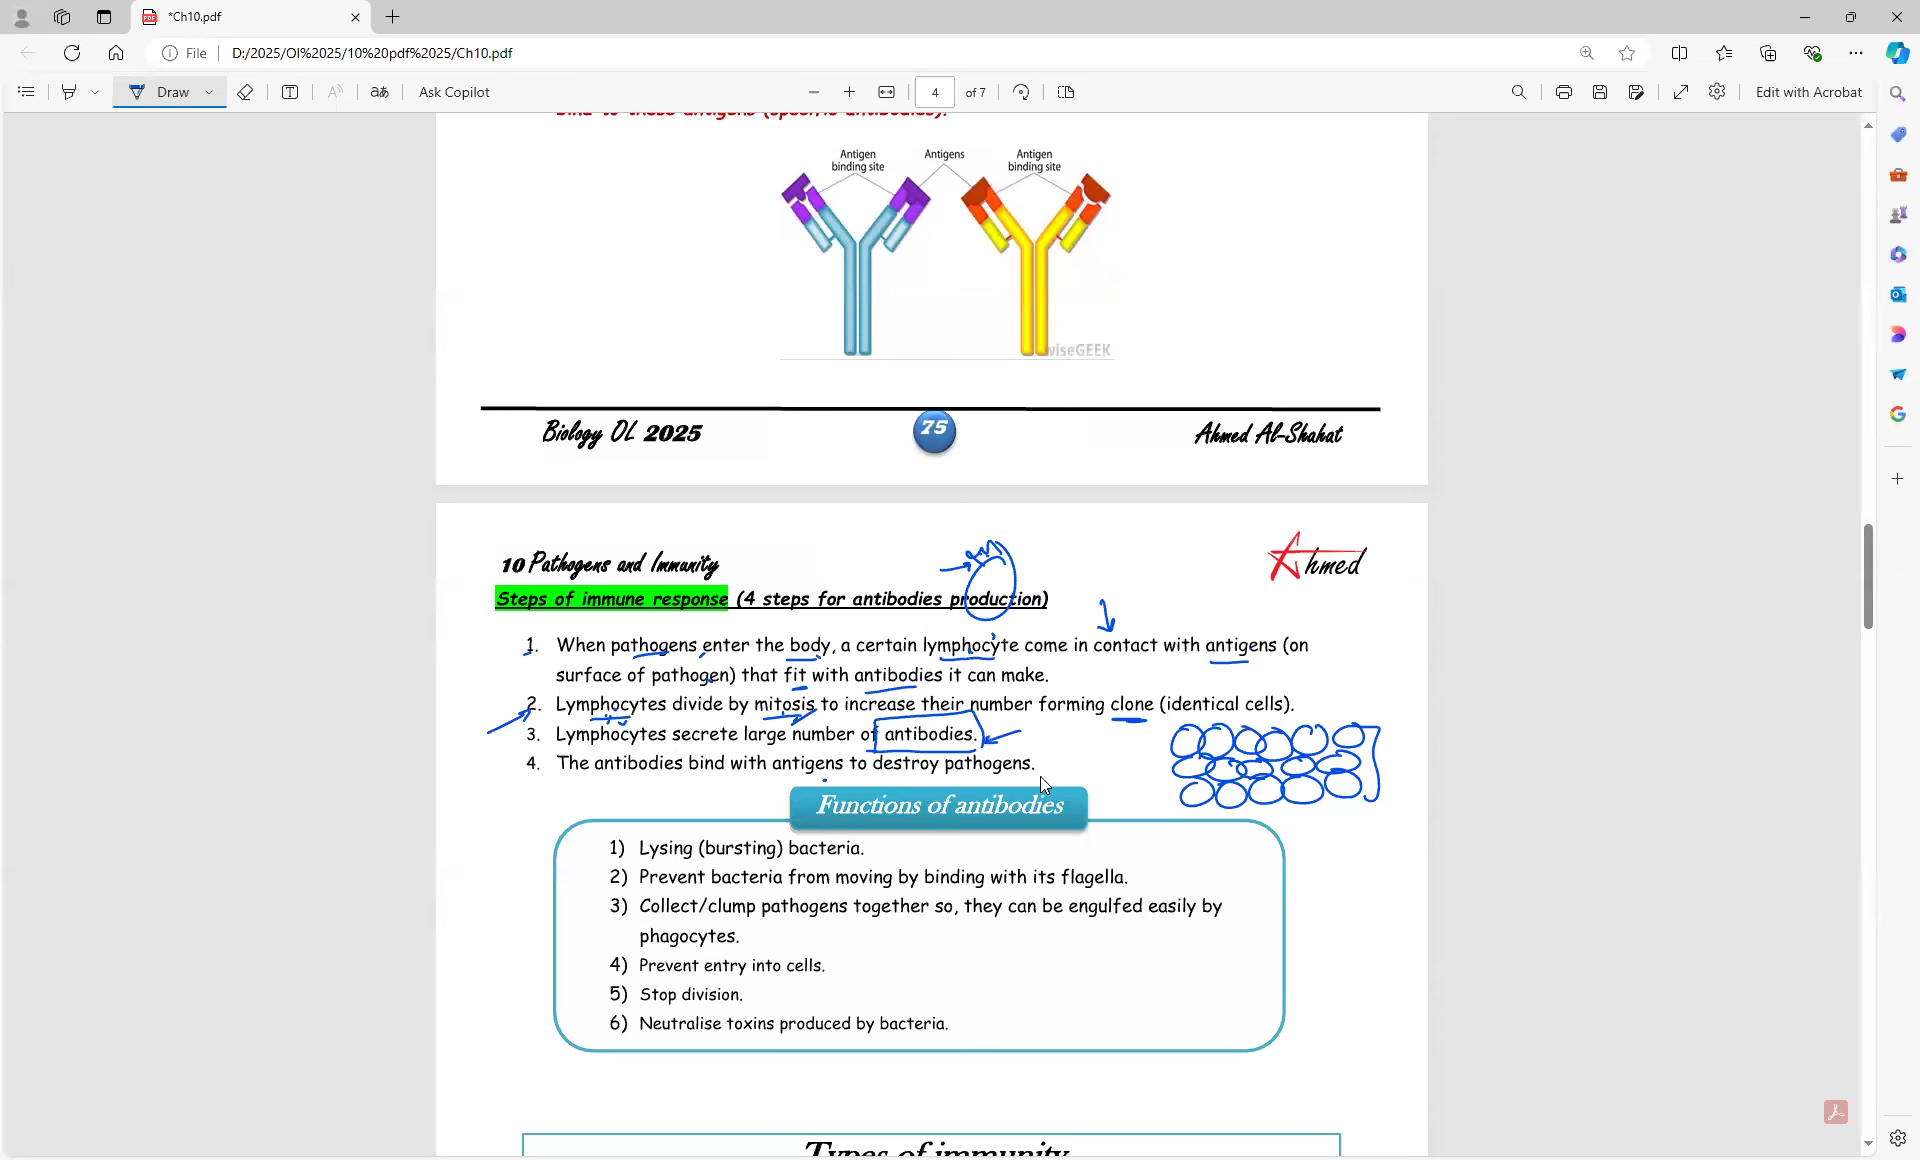 *Ch10.pdf
File
D:/2025/Ol%2025/10%20pdf%2025/Ch10.pdf
Draw
Ask Copilot
4
of 7
Edit with Acrobat
bind to these antigens (specific antibodies).
Antigen
binding site
Antigens
Antigen
binding site
wiseGEEK
Biology OL 2025
75
Ahmed Al-Shahat
10 Pathogens and Immunity
Ahmed
Steps of immune response (4 steps for antibodies production)
1. When pathogens enter the body, a certain lymphocyte come in contact with antigens (on
surface of pathogen) that fit with antibodies it can make.
2. Lymphocytes divide by mitosis to increase their number forming clone (identical cells).
3. Lymphocytes secrete large number of antibodies.
4. The antibodies bind with antigens to destroy pathogens.
Functions of antibodies
1) Lysing (bursting) bacteria.
2) Prevent bacteria from moving by binding with its flagella.
3) Collect/clump pathogens together so, they can be engulfed easily by
phagocytes.
4) Prevent entry into cells.
5) Stop division.
6) Neutralise toxins produced by bacteria.
Types of immunity